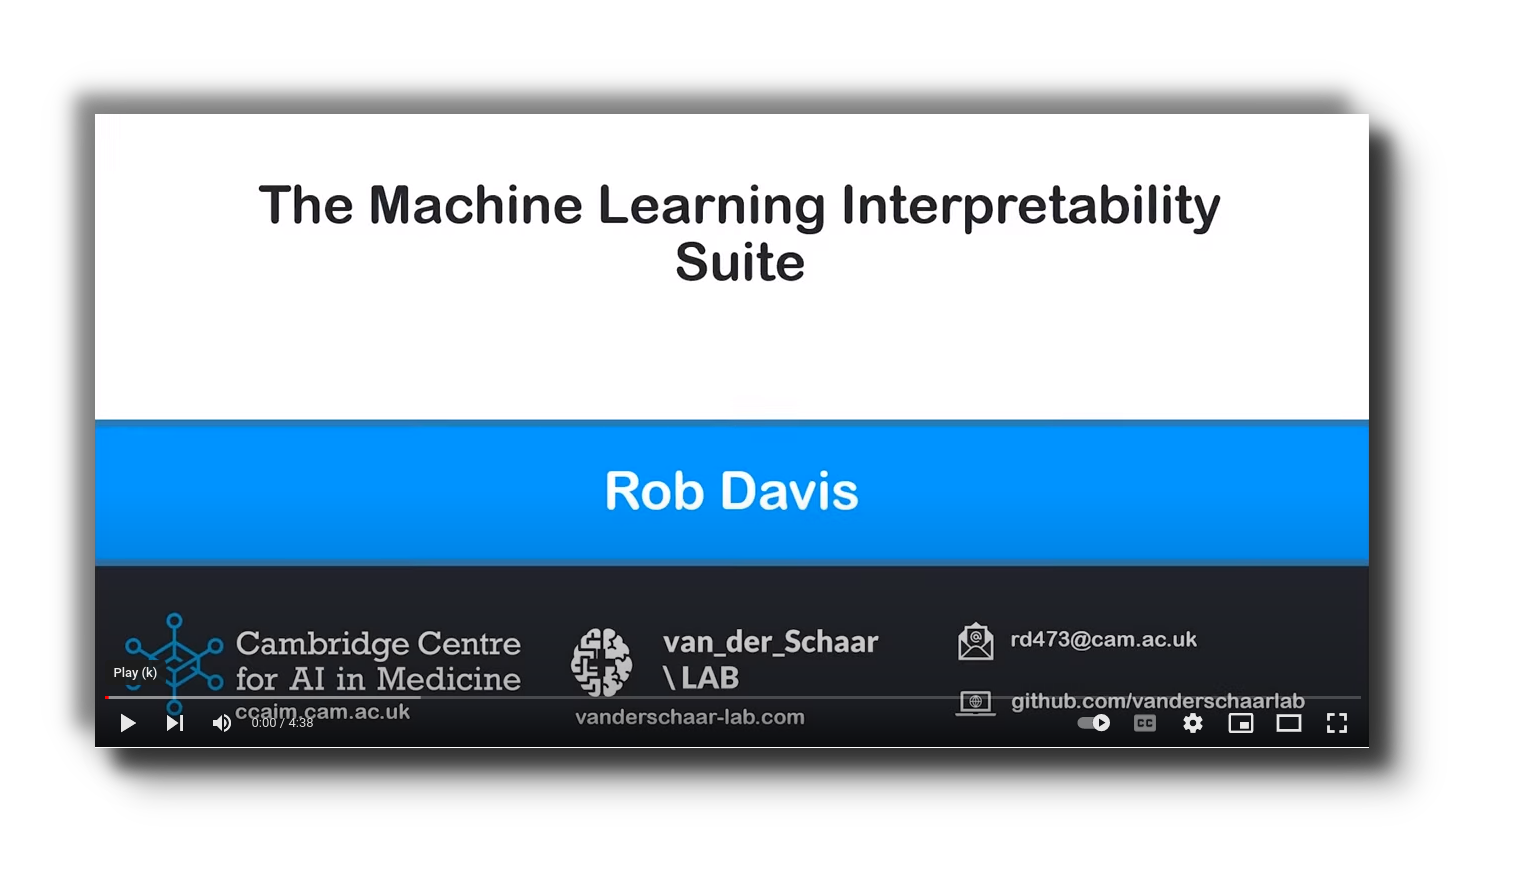 The Machine Learning Interpretability
Suite
Rob Davis
Cambridge Centre
for AI in Medicine
ccaim.cam.ac.uk
van_der_Schaar
\ LAB
vanderschaar-lab.com
rd473@cam.ac.uk
github.com/vanderschaarlab
Play (k)
0:00 / 4:38
CC